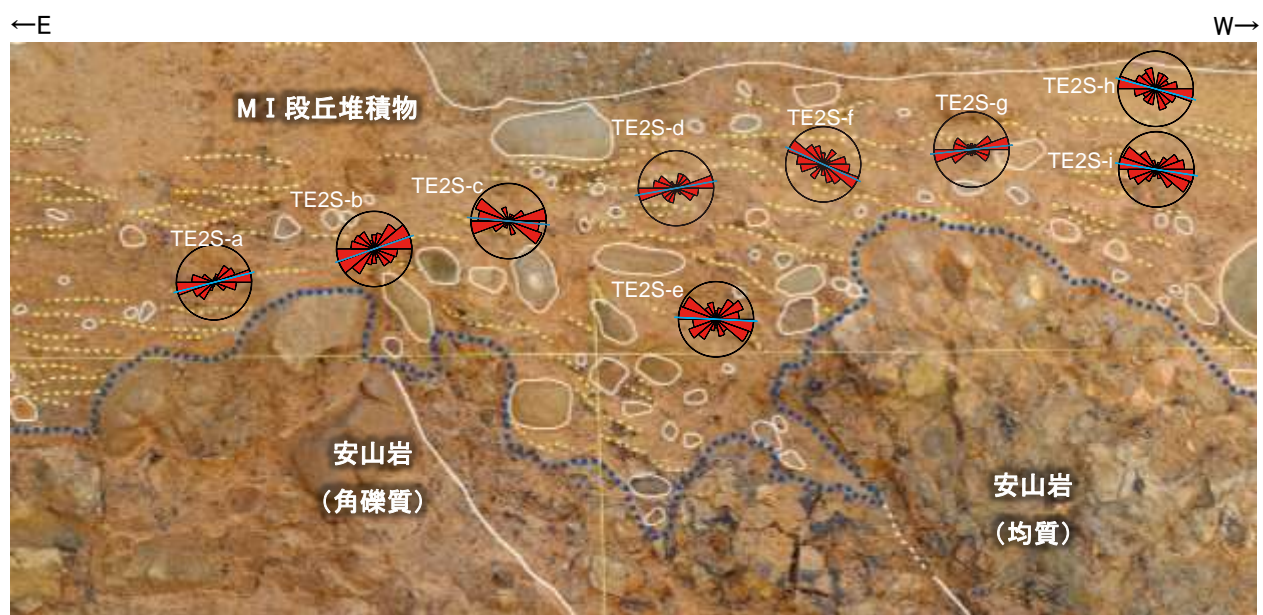 ←E
W→
ＭⅠ段丘堆積物
TE2S-a
TE2S-b
TE2S-c
TE2S-d
TE2S-e
TE2S-f
TE2S-g
TE2S-h
TE2S-i
安山岩
（角礫質）
安山岩
（均質）